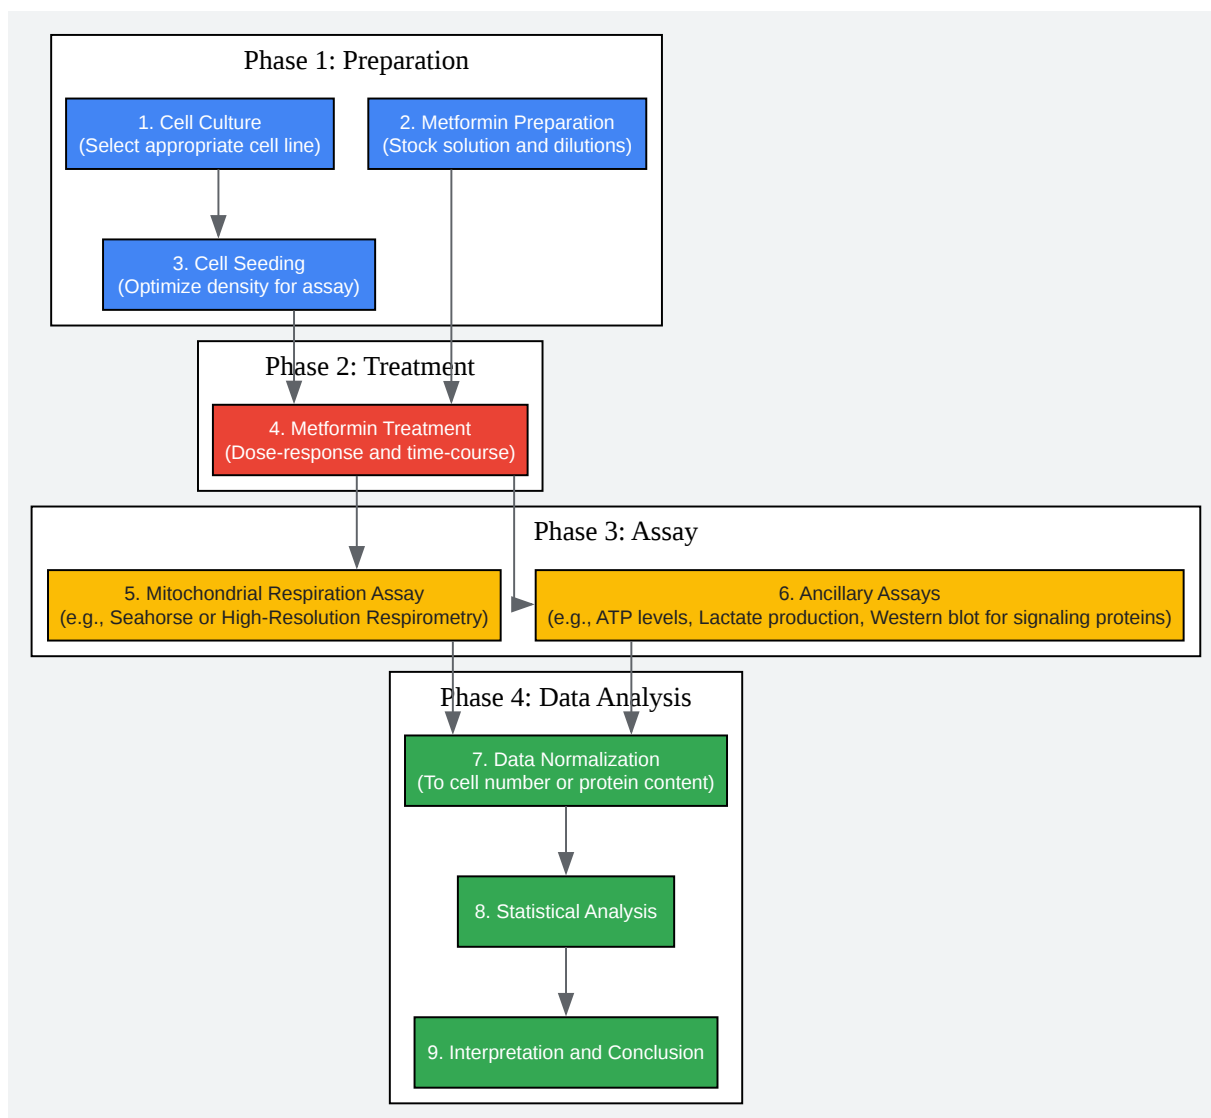 Phase 1: Preparation
1. Cell Culture
(Select appropriate cell line)
2. Metformin Preparation
(Stock solution and dilutions)
3. Cell Seeding
(Optimize density for assay)
Phase 2: Treatment
4. Metformin Treatment
(Dose-response and time-course)
Phase 3: Assay
5. Mitochondrial Respiration Assay
(e.g., Seahorse or High-Resolution Respirometry)
6. Ancillary Assays
(e.g., ATP levels, Lactate production, Western blot for signaling proteins)
Phase 4: Data Analysis
7. Data Normalization
(To cell number or protein content)
8. Statistical Analysis
9. Interpretation and Conclusion